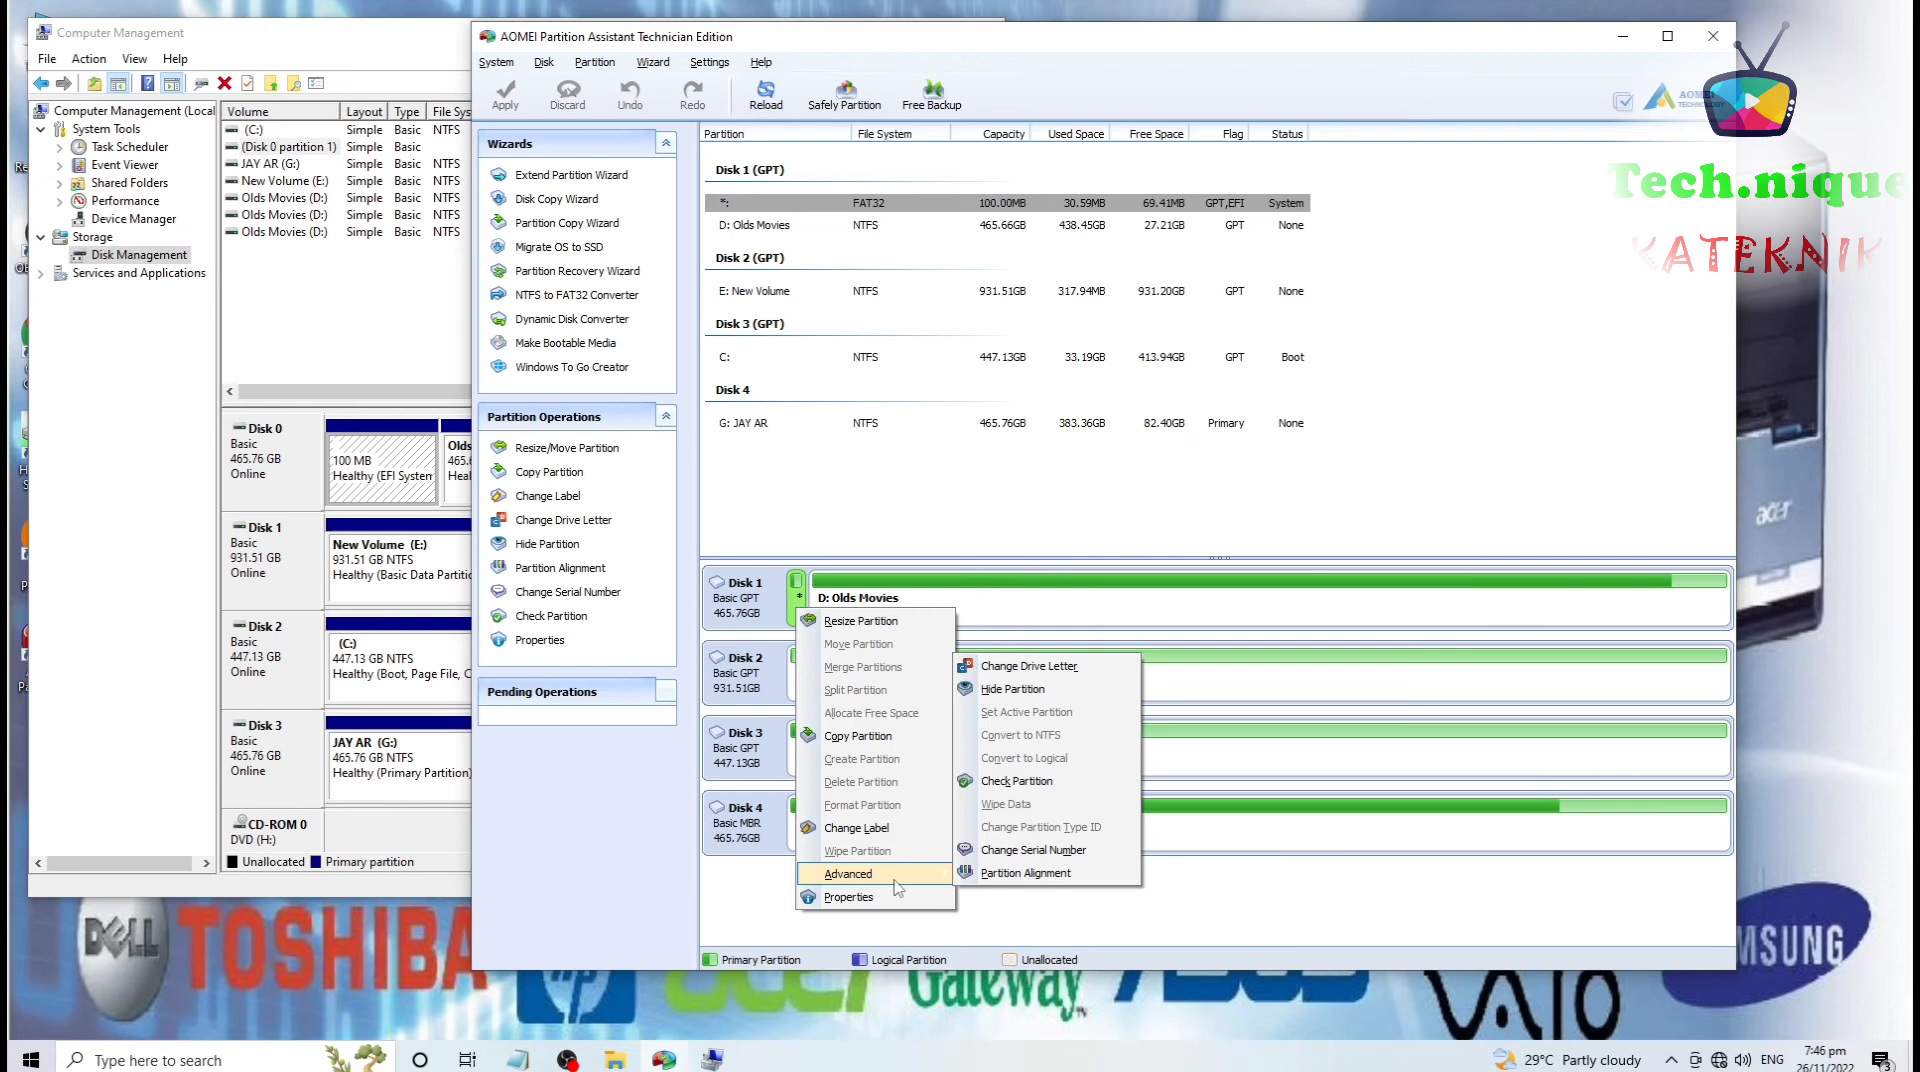 Computer Management
File Action View Help
Computer Management (Local
System Tools
Task Scheduler
Event Viewer
Shared Folders
Performance
Device Manager
Storage
Disk Management
Services and Applications
Volume Layout Type File Sys
(C:) Simple Basic NTFS
(Disk 0 partition 1) Simple Basic
JAY AR (G:) Simple Basic NTFS
New Volume (E:) Simple Basic NTFS
Olds Movies (D:) Simple Basic NTFS
Olds Movies (D:) Simple Basic NTFS
Olds Movies (D:) Simple Basic NTFS
Disk 0
Basic
465.76 GB
Online
100 MB
Healthy (EFI System
Olds
465.6
Heal
Disk 1
Basic
931.51 GB
Online
New Volume (E:)
931.51 GB NTFS
Healthy (Basic Data Partitio
Disk 2
Basic
447.13 GB
Online
(C:)
447.13 GB NTFS
Healthy (Boot, Page File, C
Disk 3
Basic
465.76 GB
Online
JAY AR (G:)
465.76 GB NTFS
Healthy (Primary Partition)
CD-ROM 0
DVD (H:)
Unallocated Primary partition
AOMEI Partition Assistant Technician Edition
System Disk Partition Wizard Settings Help
Apply Discard Undo Redo Reload Safely Partition Free Backup
AOMEI
TECHNOLOGY
Wizards
Extend Partition Wizard
Disk Copy Wizard
Partition Copy Wizard
Migrate OS to SSD
Partition Recovery Wizard
NTFS to FAT32 Converter
Dynamic Disk Converter
Make Bootable Media
Windows To Go Creator
Partition Operations
Resize/Move Partition
Copy Partition
Change Label
Change Drive Letter
Hide Partition
Partition Alignment
Change Serial Number
Check Partition
Properties
Pending Operations
Partition File System Capacity Used Space Free Space Flag Status
Disk 1 (GPT)
*: FAT32 100.00MB 30.59MB 69.41MB GPT,EFI System
D: Olds Movies NTFS 465.66GB 438.45GB 27.21GB GPT None
Disk 2 (GPT)
E: New Volume NTFS 931.51GB 317.94MB 931.20GB GPT None
Disk 3 (GPT)
C: NTFS 447.13GB 33.19GB 413.94GB GPT Boot
Disk 4
G: JAY AR NTFS 465.76GB 383.36GB 82.40GB Primary None
Disk 1
Basic GPT
465.76GB
*
D: Olds Movies
Disk 2
Basic GPT
931.51GB
Disk 3
Basic GPT
447.13GB
Disk 4
Basic MBR
465.76GB
Resize Partition
Move Partition
Merge Partitions
Split Partition
Allocate Free Space
Copy Partition
Create Partition
Delete Partition
Format Partition
Change Label
Wipe Partition
Advanced
Properties
Change Drive Letter
Hide Partition
Set Active Partition
Convert to NTFS
Convert to Logical
Check Partition
Wipe Data
Change Partition Type ID
Change Serial Number
Partition Alignment
Primary Partition Logical Partition Unallocated
Tech.nique
KATEKNIK
acer
DELL
TOSHIBA
hp
acer
Gateway
ASUS
VAIO
MSUNG
Type here to search
29°C Partly cloudy
ENG
7:46 pm
26/11/2022
3